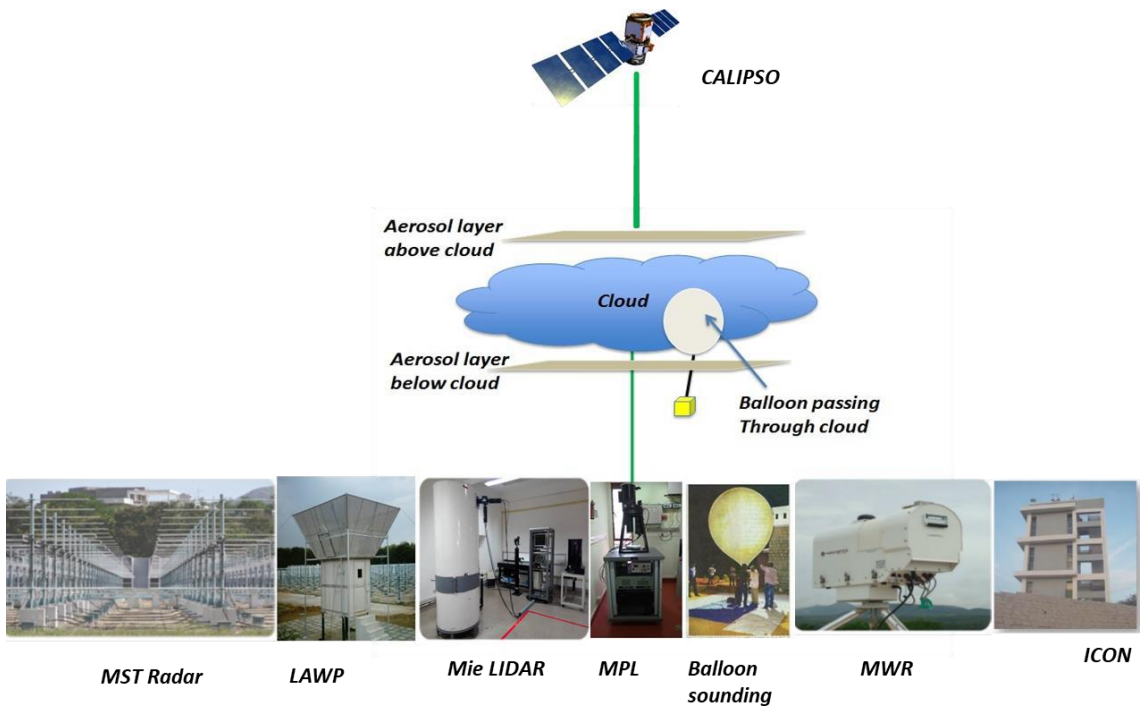 CALIPSO
Aerosol layer
above cloud
Cloud
Aerosol layer
below cloud
Balloon passing
Through cloud
MST Radar
LAWP
Mie LIDAR
MPL
Balloon
sounding
MWR
ICON